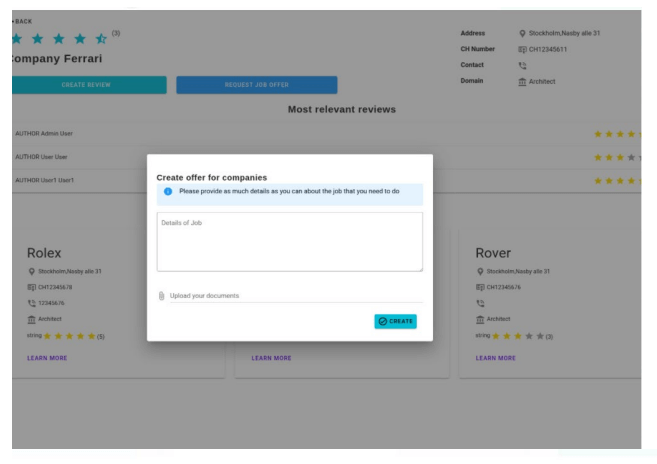 BACK
(3)
Company Ferrari
CREATE REVIEW
REQUEST JOB OFFER
Address Stockholm,Nasby alle 31
CH Number CH12345611
Contact
Domain Architect
Most relevant reviews
AUTHOR Admin User
AUTHOR User User
AUTHOR User1 User1
Create offer for companies
Please provide as much details as you can about the job that you need to do
Details of Job
Upload your documents
CREATE
Rolex
Stockholm,Nasby alle 31
CH12345678
12343676
Architect
string (5)
LEARN MORE
LEARN MORE
Rover
Stockholm,Nasby alle 31
CH12345676
Architect
string (3)
LEARN MORE